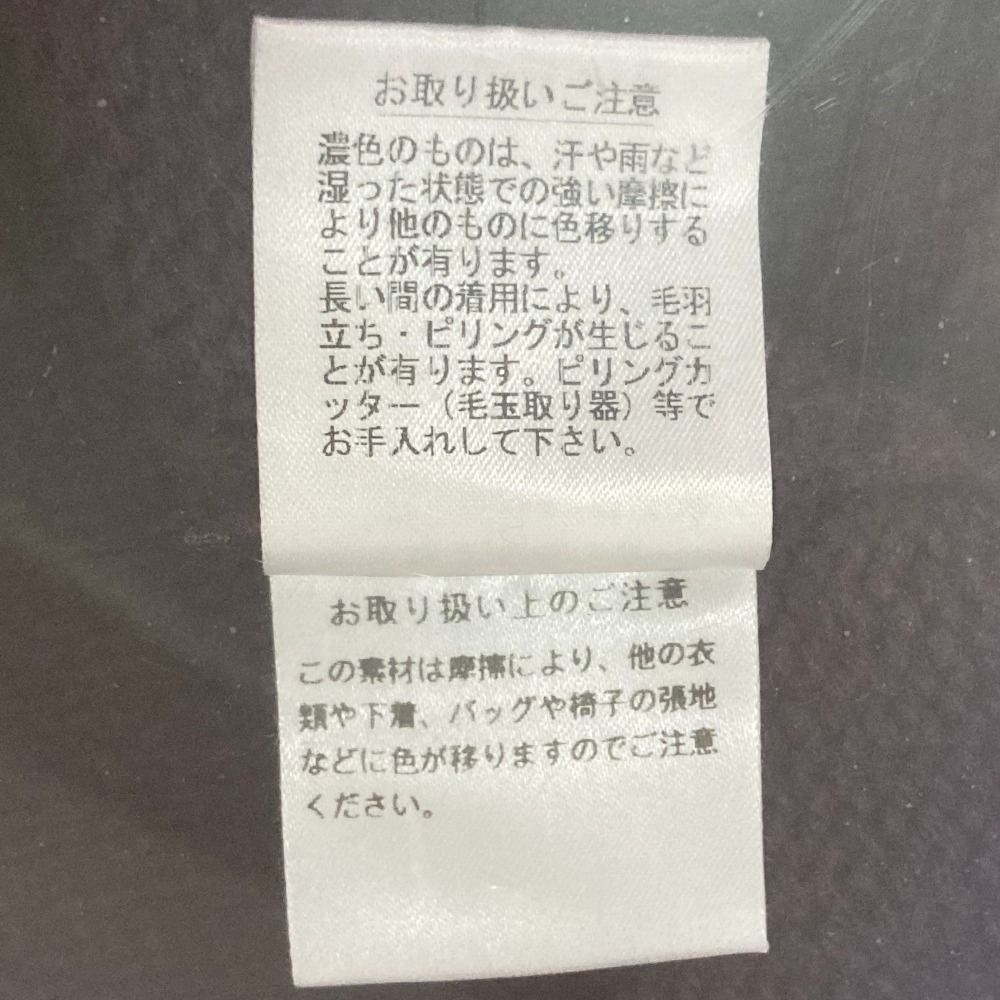 お取り扱いご注意
濃色のものは、汗や雨など
湿った状態での強い摩擦に
より他のものに色移りする
ことが有ります。
長い間の着用により、毛羽
立ち・ピリングが生じるこ
とが有ります。ピリングカ
ッター（毛玉取り器）等で
お手入れして下さい。
お取り扱い上のご注意
この素材は摩擦により、他の衣
類や下着、バッグや椅子の張地
などに色が移りますのでご注意
ください。